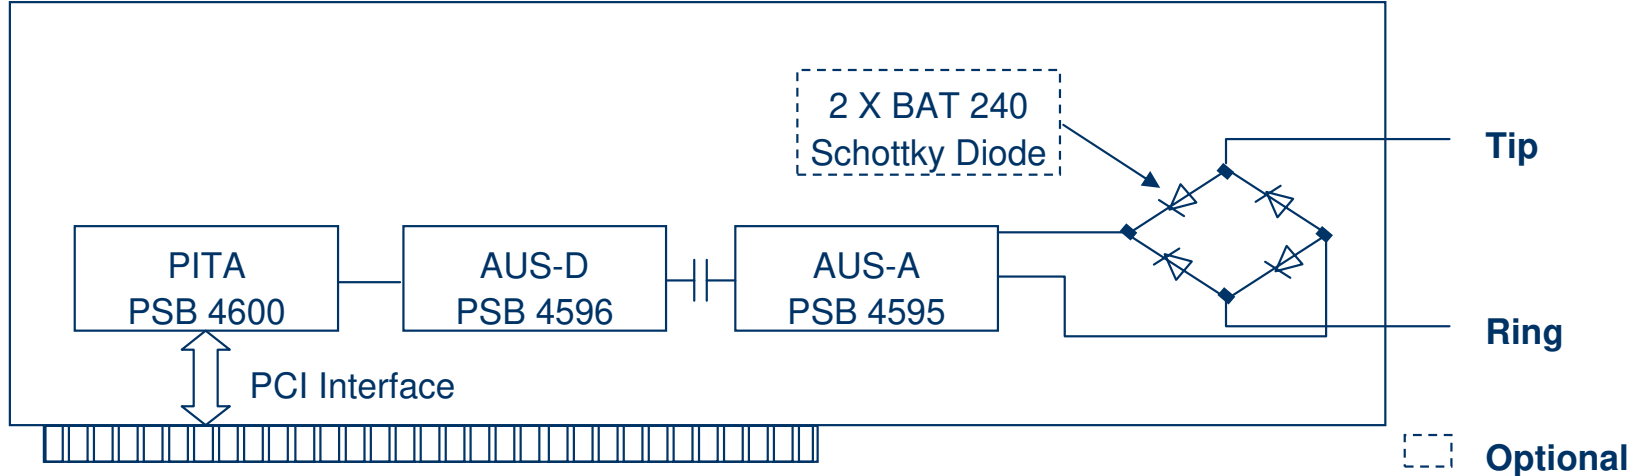 2 X BAT 240
Schottky Diode
Tip
PITA
PSB 4600
AUS-D
PSB 4596
AUS-A
PSB 4595
Ring
PCI Interface
Optional